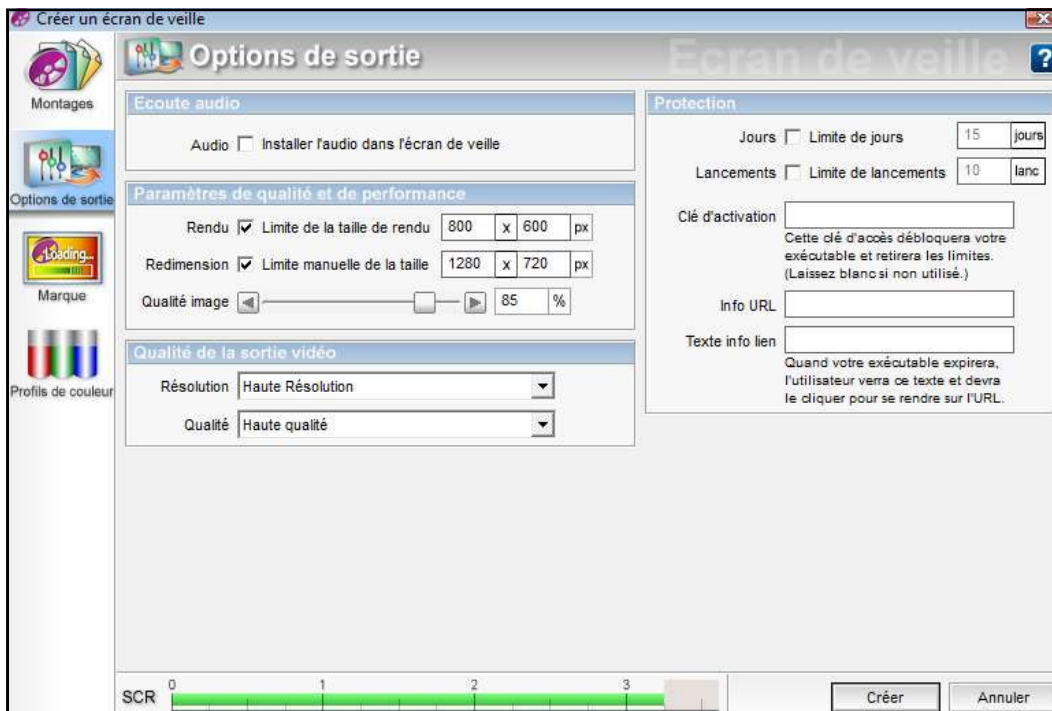 Créer un écran de veille
Montages
Options de sortie
Marque
Loading...
Profils de couleur
Options de sortie
Ecran de veille
?
Ecoute audio
Audio Installer l'audio dans l'écran de veille
Paramètres de qualité et de performance
Rendu Limite de la taille de rendu 800 x 600 px
Redimension Limite manuelle de la taille 1280 x 720 px
Qualité image 85 %
Qualité de la sortie vidéo
Résolution Haute Résolution
Qualité Haute qualité
Protection
Jours Limite de jours 15 jours
Lancements Limite de lancements 10 lanc
Clé d'activation
Cette clé d'accès débloquera votre
exécutable et retirera les limites.
(Laissez blanc si non utilisé.)
Info URL
Texte info lien
Quand votre exécutable expirera,
l'utilisateur verra ce texte et devra
le cliquer pour se rendre sur l'URL.
SCR 0 1 2 3
Créer Annuler